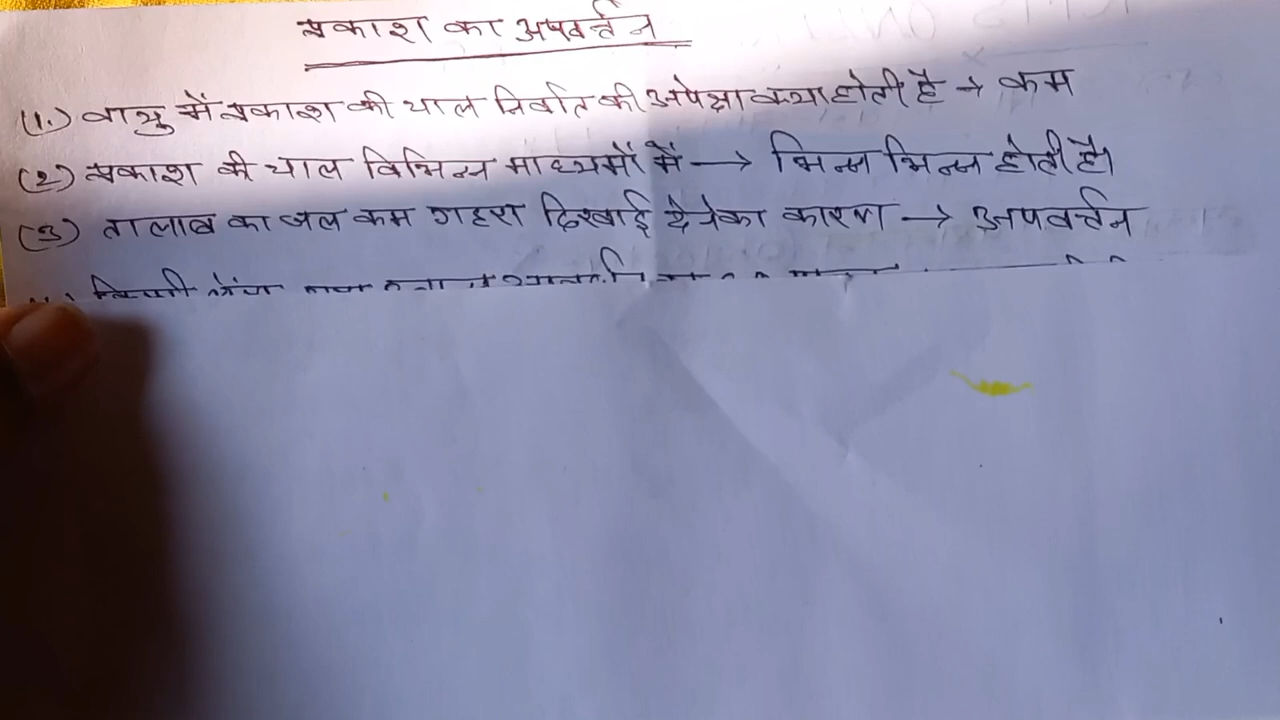 प्रकाश का अपवर्त्तन
(1.) वायु में प्रकाश की चाल निर्वात की अपेक्षा क्या होती है → कम
(2) प्रकाश की चाल विभिन्न माध्यमों में → भिन्न भिन्न होती है।
(3) तालाब का जल कम गहरा दिखाई देनेका कारण → अपवर्त्तन